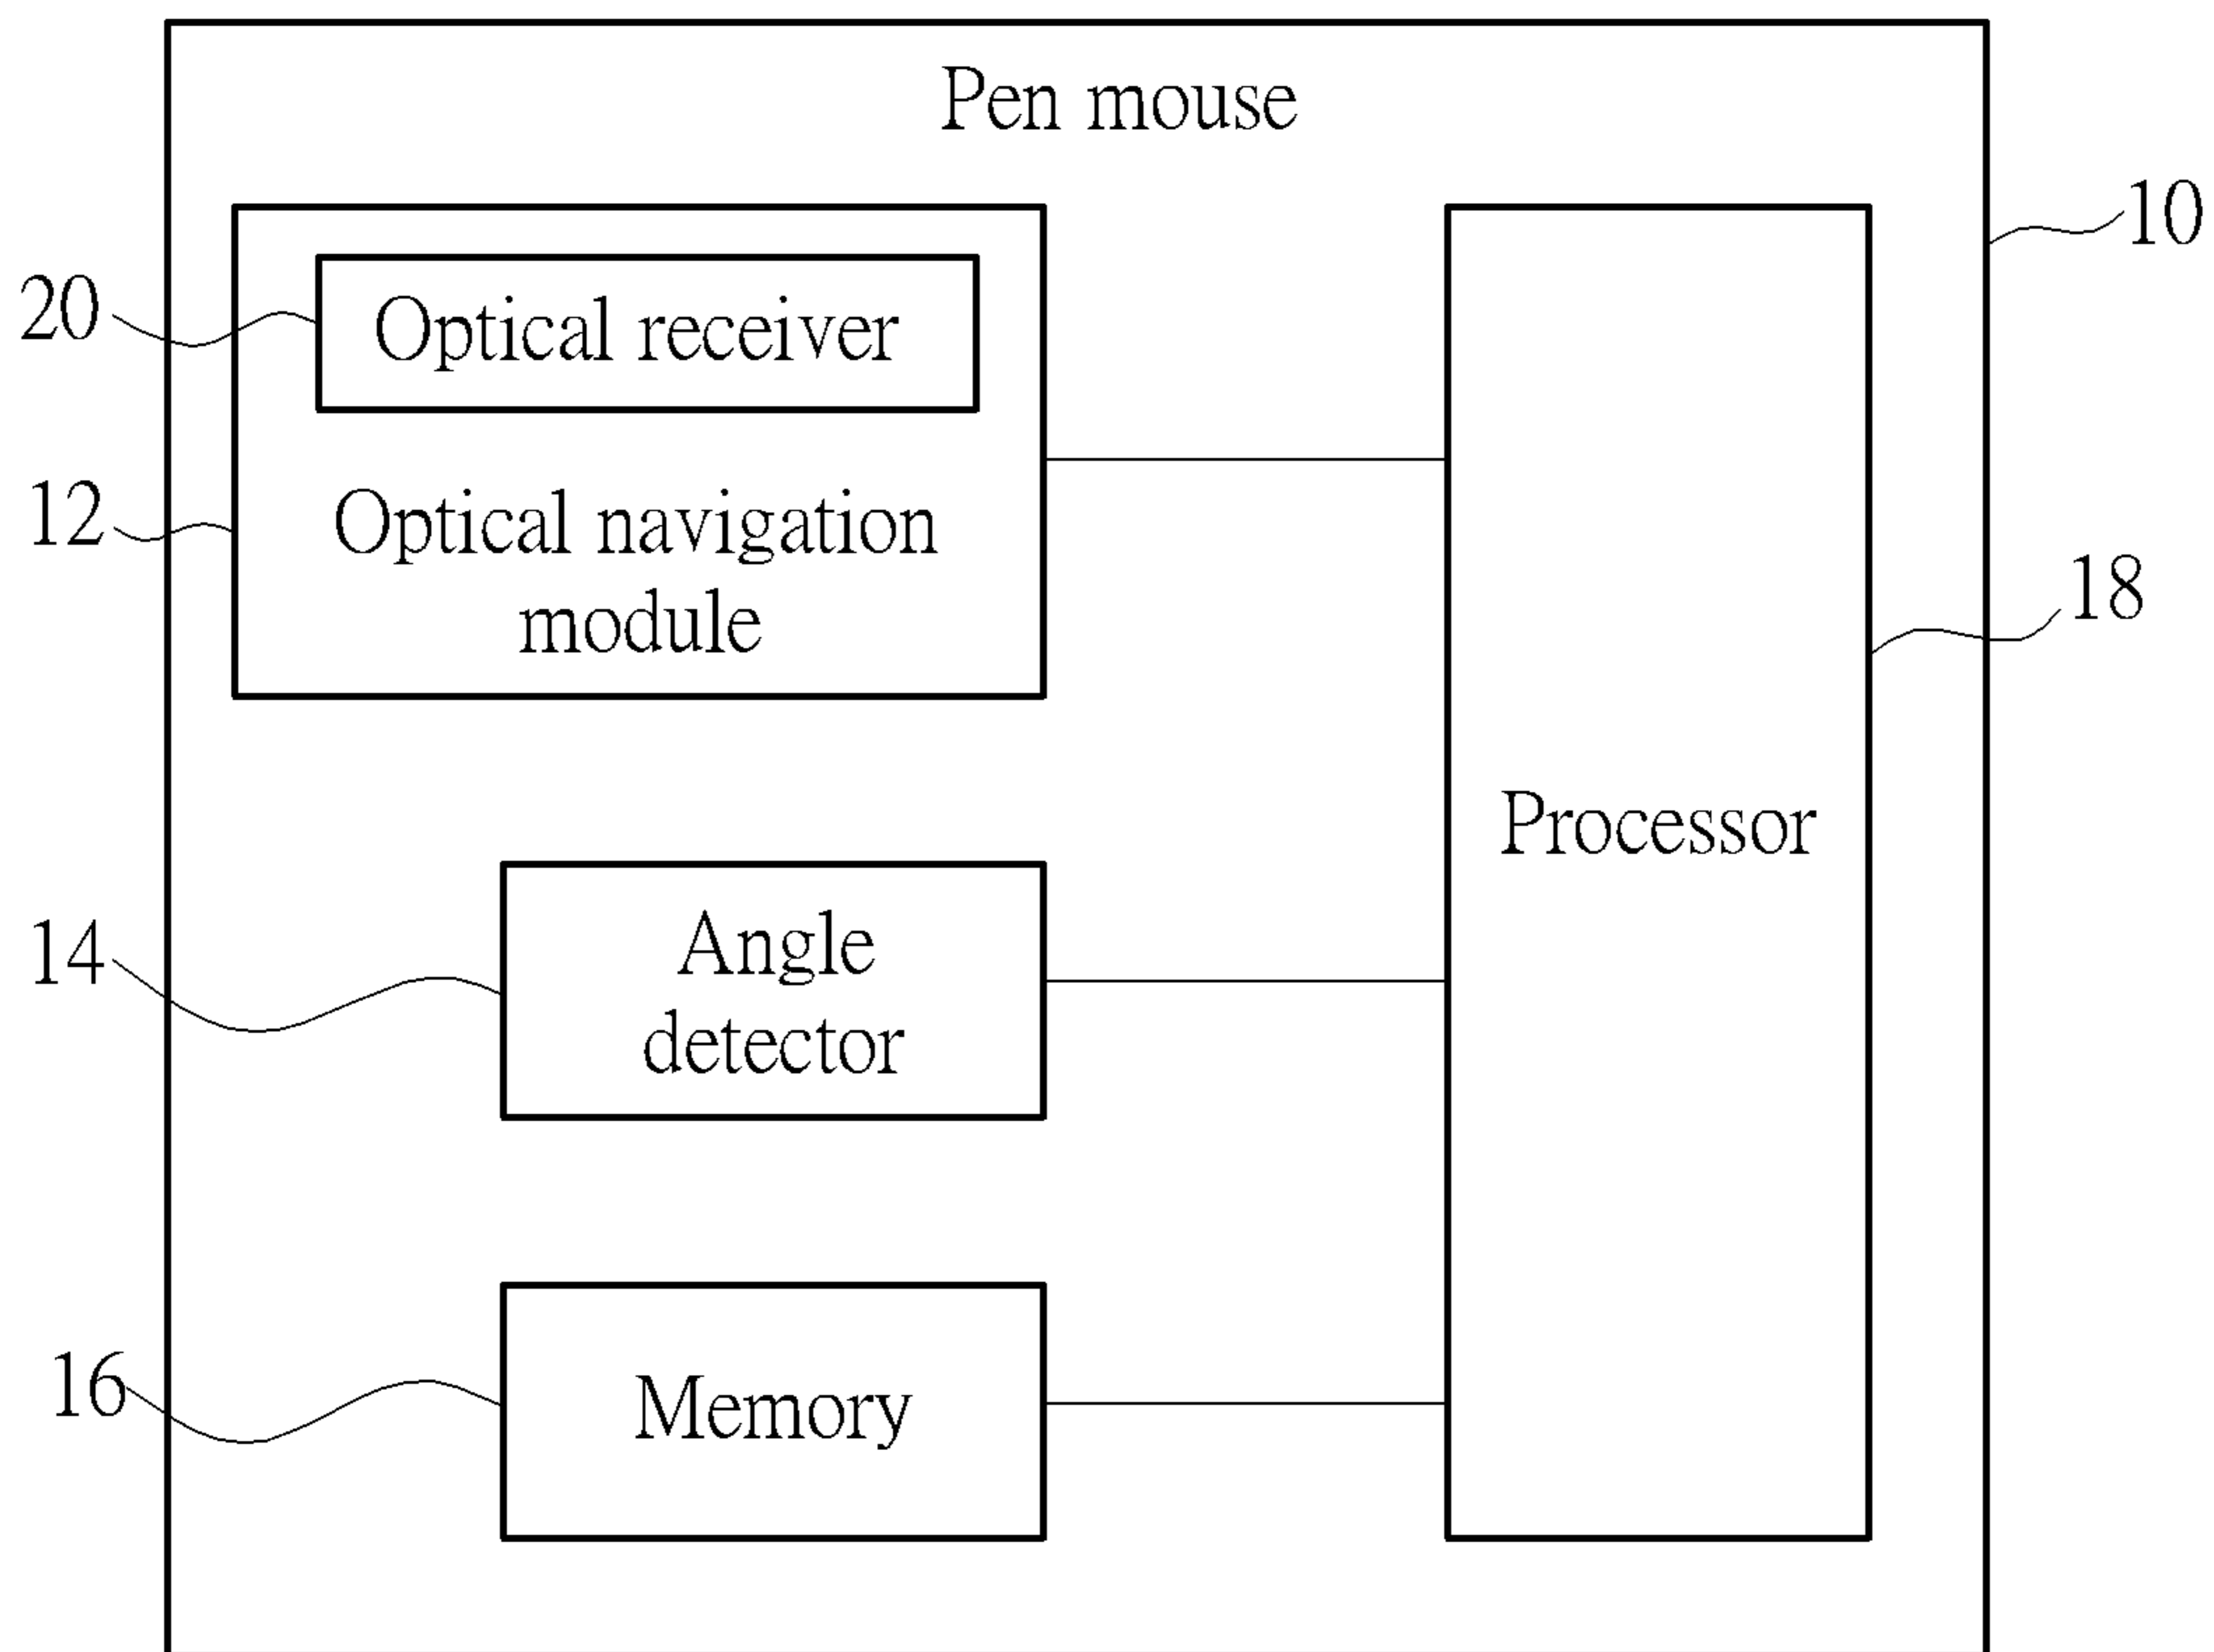 Pen mouse
10
20
Optical receiver
12
Optical navigation
module
18
Processor
14
Angle
detector
16
Memory